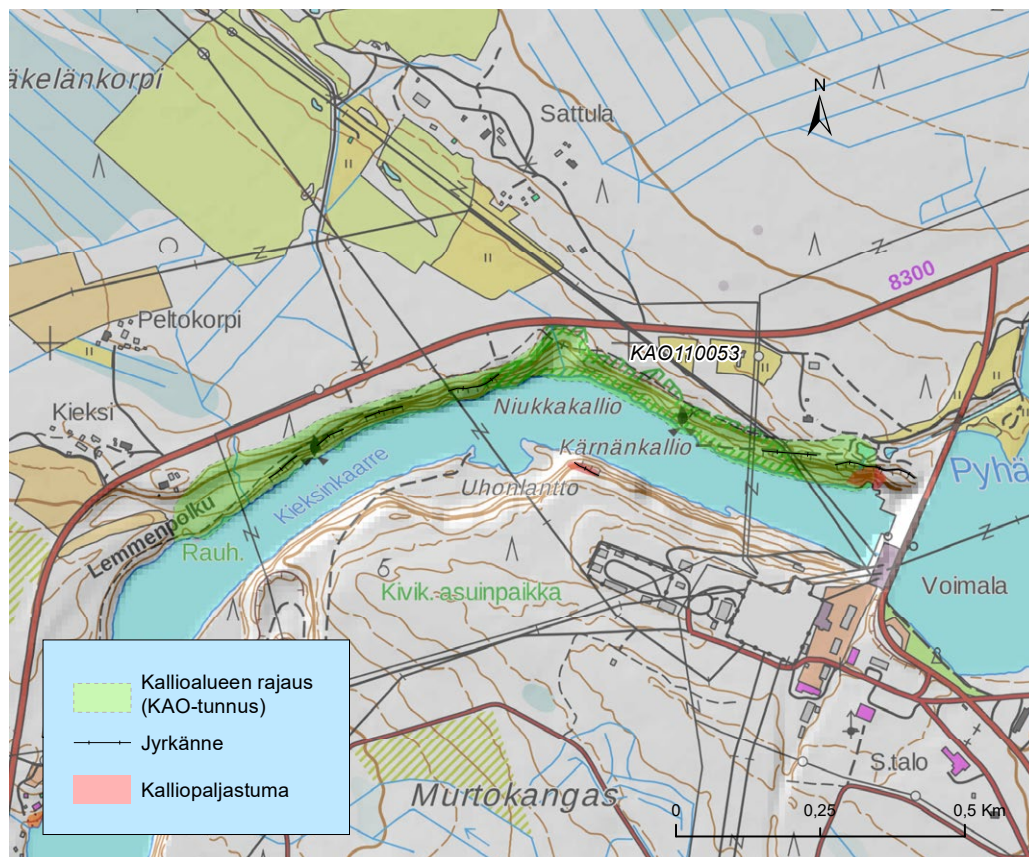 äkelänkorpi
Sattula
N
8300
Peltokorpi
KAO110053
Kieksi
Niukkakallio
Kärnänkallio
Pyhä
Kieksinkaarre
Uhonlantto
Lemmenpolku
Rauh.
Kivik. asuinpaikka
Voimala
Kallioalueen rajaus
(KAO-tunnus)
Jyrkänne
Kalliopaljastuma
S.talo
Murtokangas
0 0,25 0,5 Km